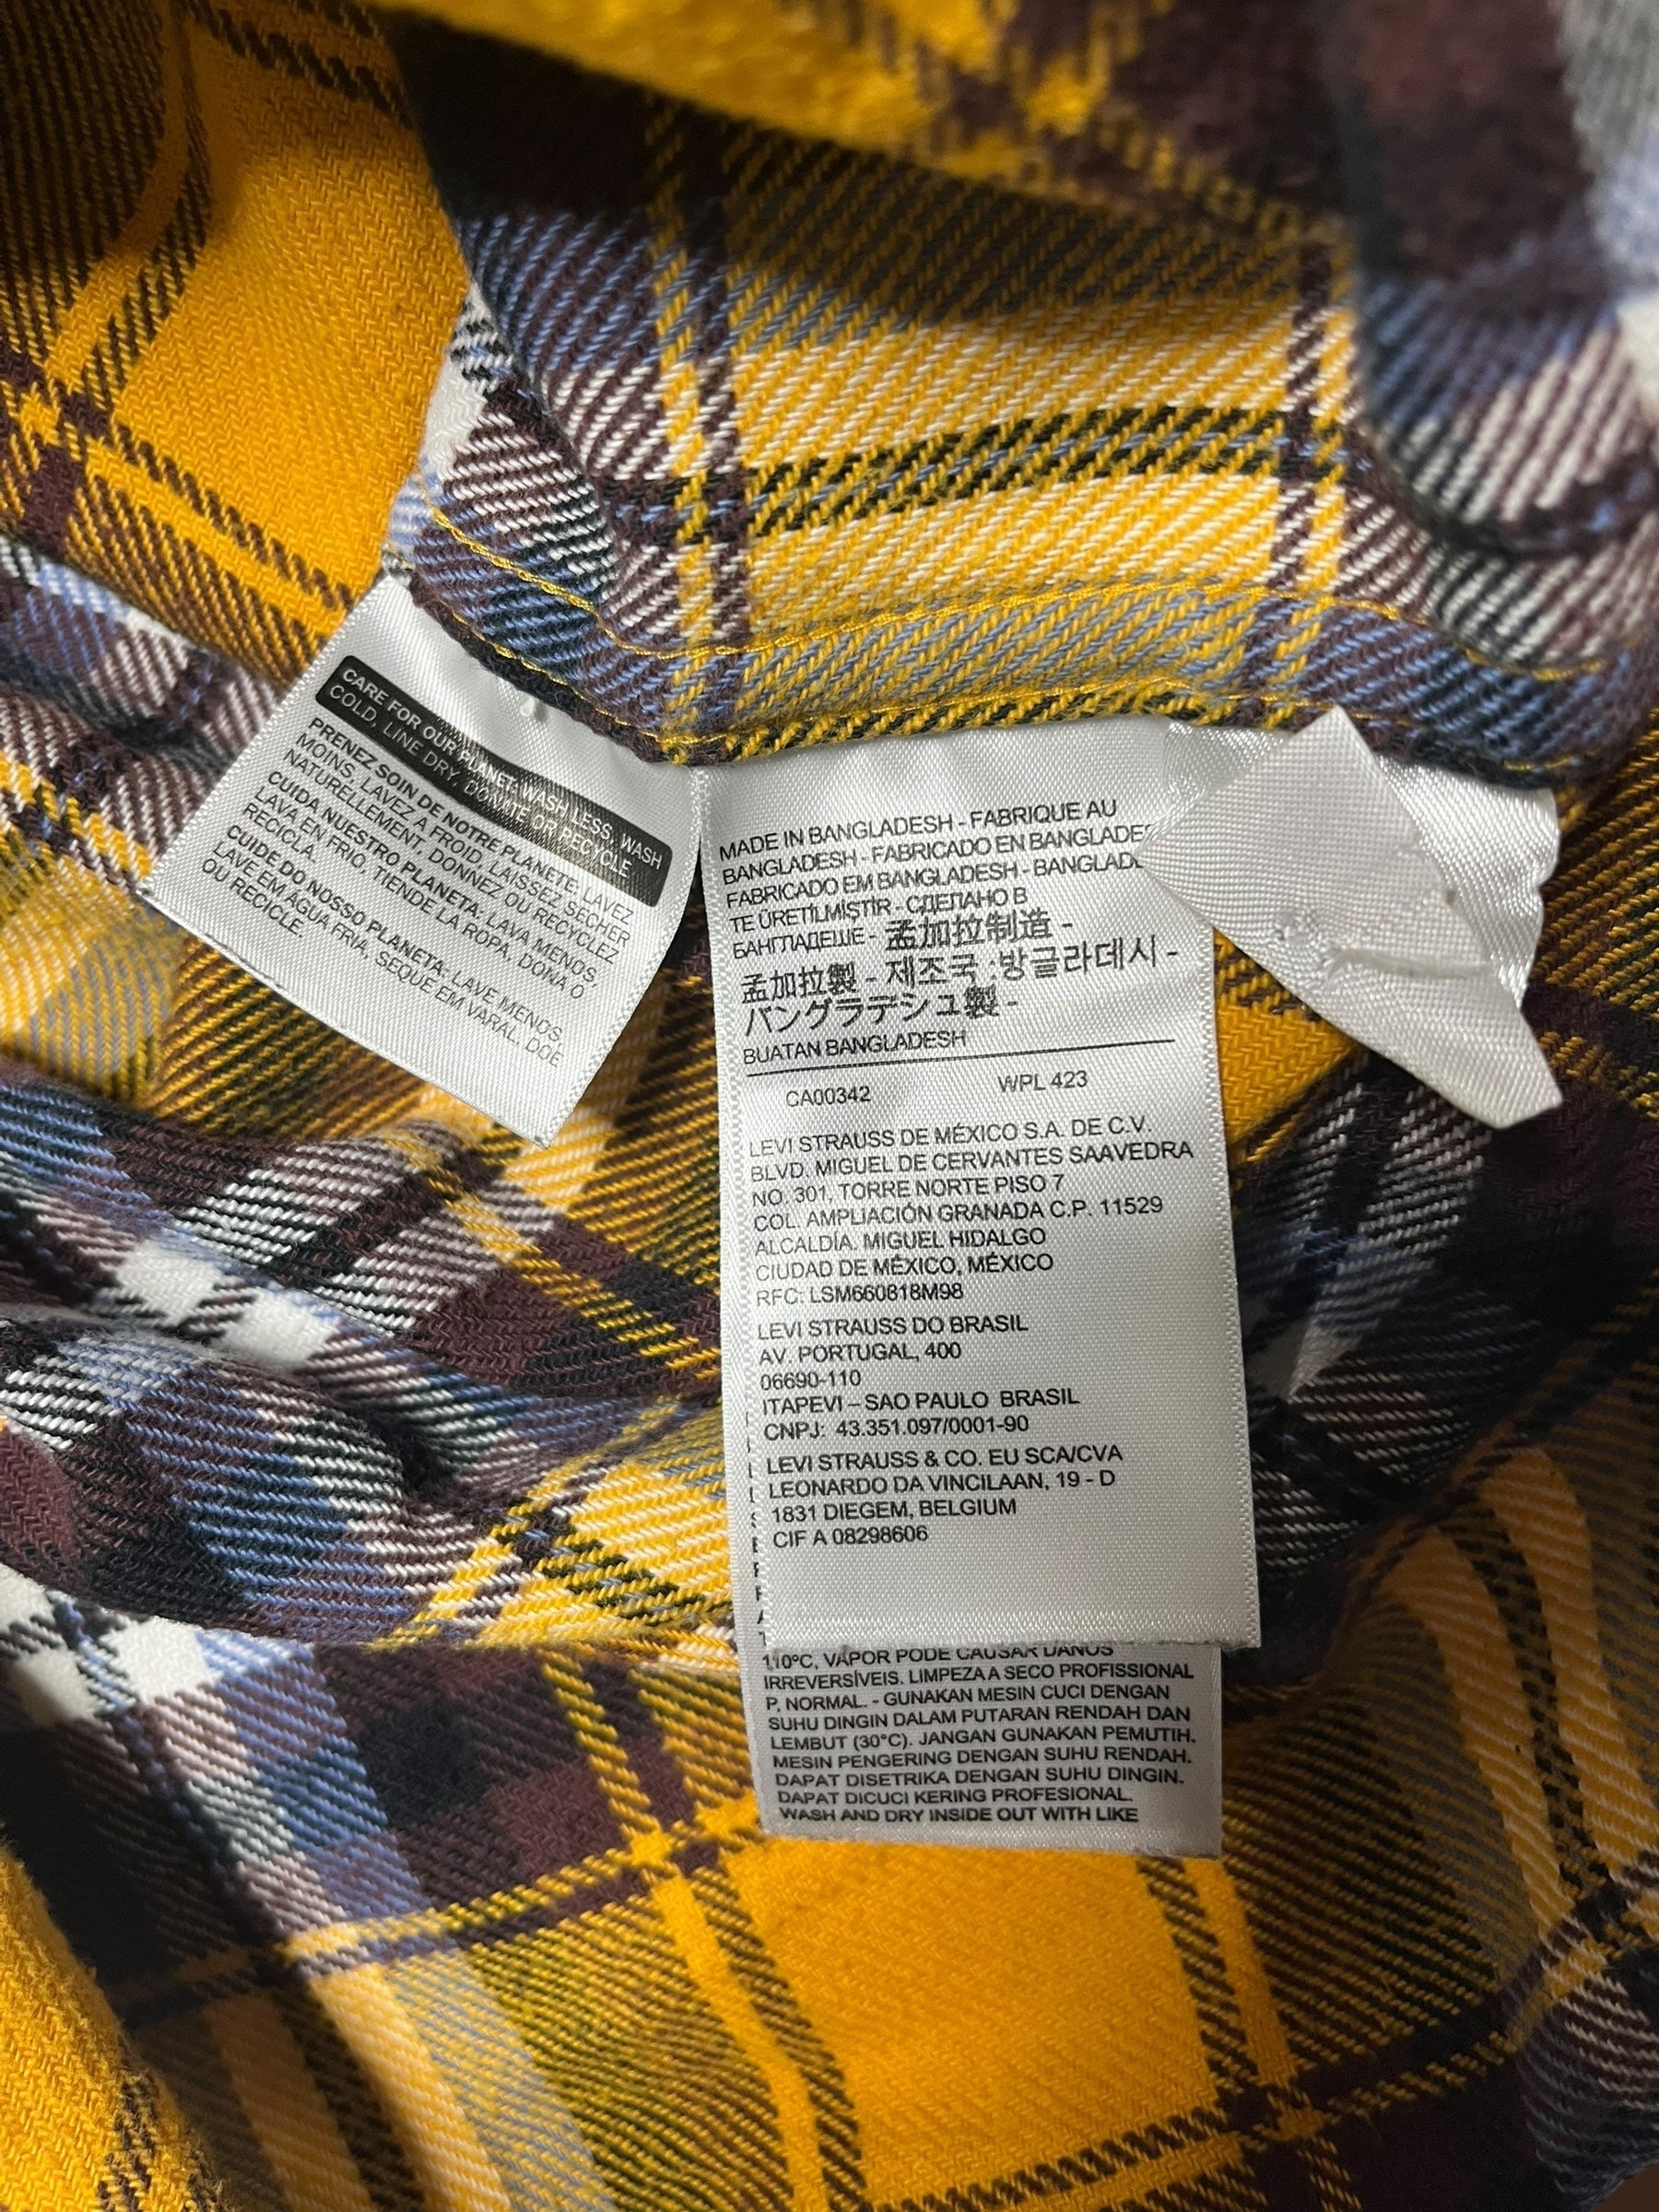 CARE FOR OUR PLANET: WASH LESS, WASH
COLD, LINE DRY, DONATE OR RECYCLE
PRENEZ SOIN DE NOTRE PLANÈTE: LAVEZ
MOINS, LAVEZ A FROID, LAISSEZ SÉCHER
NATURELLEMENT, DONNEZ OU RECYCLEZ
CUIDA NUESTRO PLANETA: LAVA MENOS,
LAVA EN FRIO, TIENDE LA ROPA, DONA O
RECICLA.
CUIDE DO NOSSO PLANETA: LAVE MENOS,
LAVE EM AGUA FRIA, SEQUE EM VARAL, DOE
OU RECICLE.
MADE IN BANGLADESH - FABRIQUE AU
BANGLADESH - FABRICADO EN BANGLADES
FABRICADO EM BANGLADESH - BANGLADE
TE ÜRETİLMİŞTİR - СДЕЛАНО В
БАНГЛАДЕШЕ - 孟加拉制造 -
孟加拉製 - 제조국 :방글라데시 -
バングラデシュ製 -
BUATAN BANGLADESH
CA00342 WPL 423
LEVI STRAUSS DE MÉXICO S.A. DE C.V.
BLVD. MIGUEL DE CERVANTES SAAVEDRA
NO. 301, TORRE NORTE PISO 7
COL. AMPLIACIÓN GRANADA C.P. 11529
ALCALDÍA. MIGUEL HIDALGO
CIUDAD DE MÉXICO, MÉXICO
RFC: LSM660818M98
LEVI STRAUSS DO BRASIL
AV. PORTUGAL, 400
06690-110
ITAPEVI – SAO PAULO BRASIL
CNPJ: 43.351.097/0001-90
LEVI STRAUSS & CO. EU SCA/CVA
LEONARDO DA VINCILAAN, 19 - D
1831 DIEGEM, BELGIUM
CIF A 08298606
110°C, VAPOR PODE CAUSAR DANOS
IRREVERSÍVEIS. LIMPEZA A SECO PROFISSIONAL
P, NORMAL. - GUNAKAN MESIN CUCI DENGAN
SUHU DINGIN DALAM PUTARAN RENDAH DAN
LEMBUT (30°C). JANGAN GUNAKAN PEMUTIH.
MESIN PENGERING DENGAN SUHU RENDAH.
DAPAT DISETRIKA DENGAN SUHU DINGIN.
DAPAT DICUCI KERING PROFESIONAL.
WASH AND DRY INSIDE OUT WITH LIKE